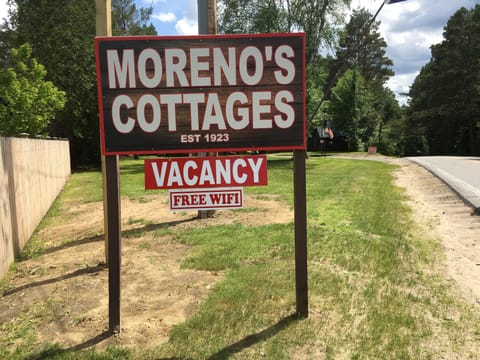 MORENO'S
COTTAGES
EST 1923
VACANCY
FREE WIFI